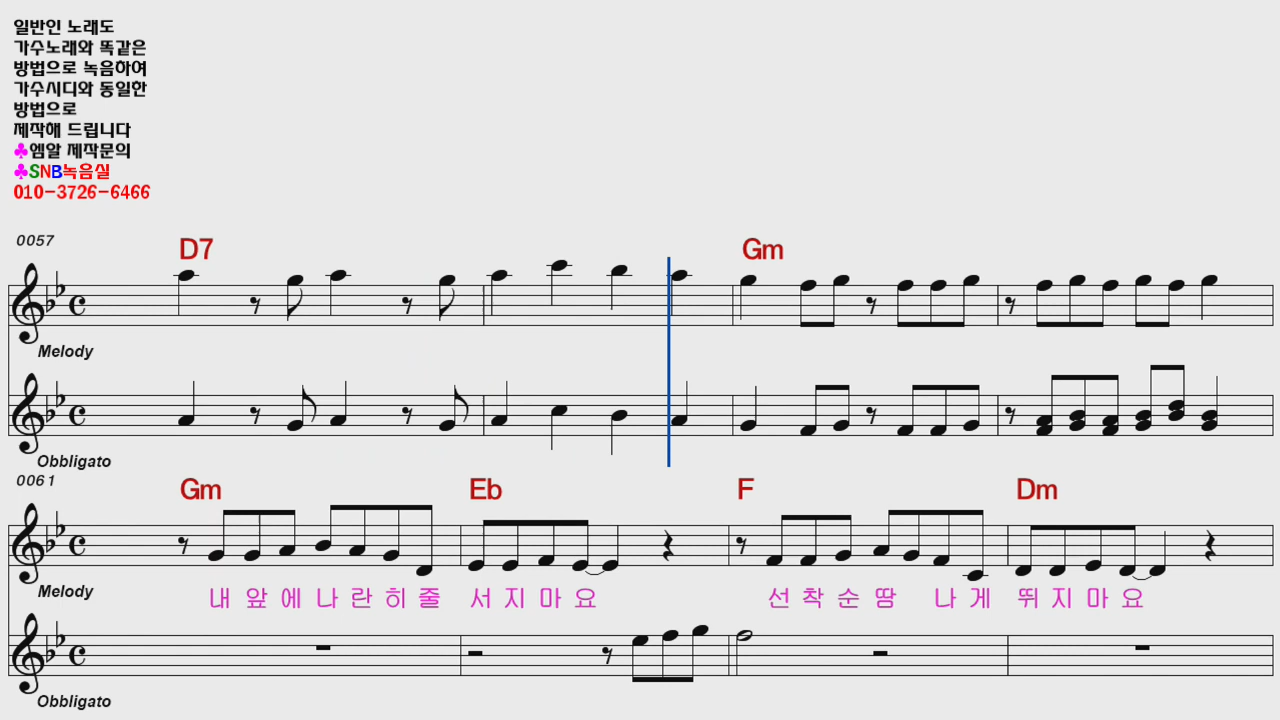 일반인 노래도
가수노래와 똑같은
방법으로 녹음하여
가수시디와 동일한
방법으로
제작해 드립니다
♣엠알 제작문의
♣SNB녹음실
010-3726-6466
0057
D7 Gm
Melody
Obbligato
0061
Gm Eb F Dm
Melody
내 앞 에 나 란 히 줄 서 지 마 요 선 착 순 땅 나 게 뛰 지 마 요
Obbligato